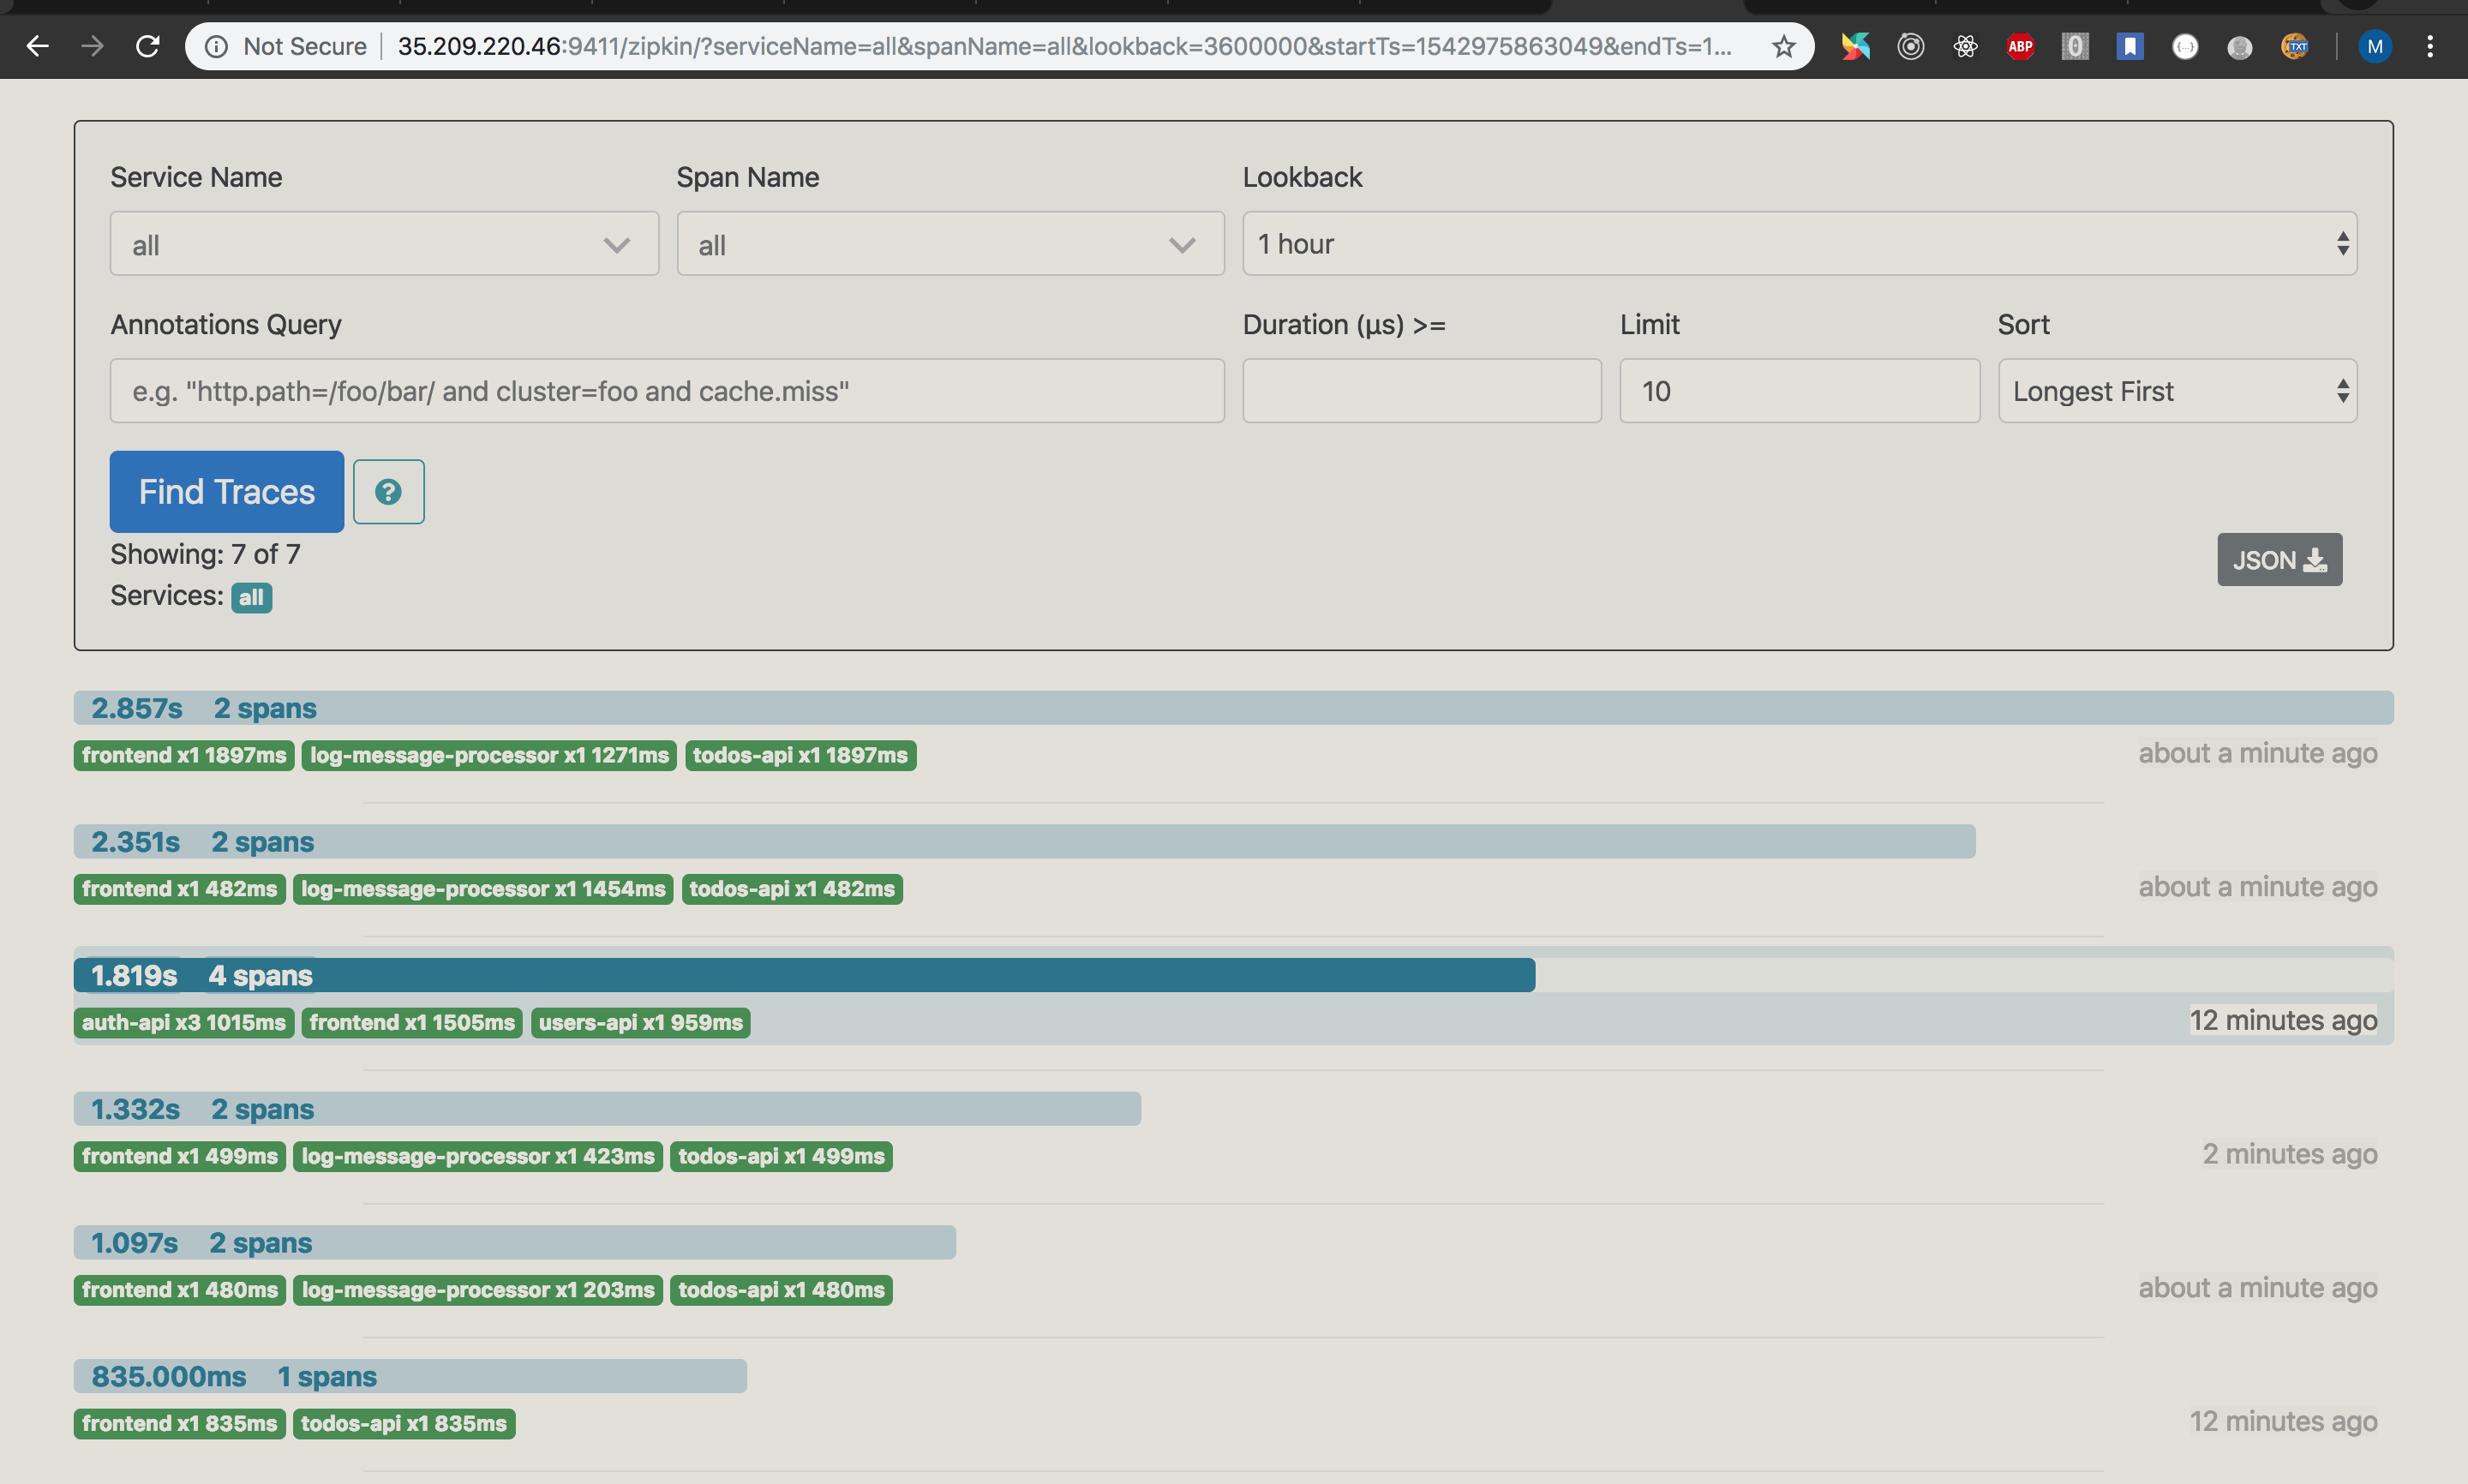 Not Secure 35.209.220.46:9411/zipkin/?serviceName=all&spanName=all&lookback=3600000&startTs=1542975863049&endTs=1... ABP 0 {...} TXT M
Service Name Span Name Lookback
all all 1 hour
Annotations Query Duration (μs) >= Limit Sort
e.g. "http.path=/foo/bar/ and cluster=foo and cache.miss" 10 Longest First
Find Traces ?
Showing: 7 of 7
JSON
Services: all
2.857s 2 spans
frontend x1 1897ms log-message-processor x1 1271ms todos-api x1 1897ms about a minute ago
2.351s 2 spans
frontend x1 482ms log-message-processor x1 1454ms todos-api x1 482ms about a minute ago
1.819s 4 spans
auth-api x3 1015ms frontend x1 1505ms users-api x1 959ms 12 minutes ago
1.332s 2 spans
frontend x1 499ms log-message-processor x1 423ms todos-api x1 499ms 2 minutes ago
1.097s 2 spans
frontend x1 480ms log-message-processor x1 203ms todos-api x1 480ms about a minute ago
835.000ms 1 spans
frontend x1 835ms todos-api x1 835ms 12 minutes ago